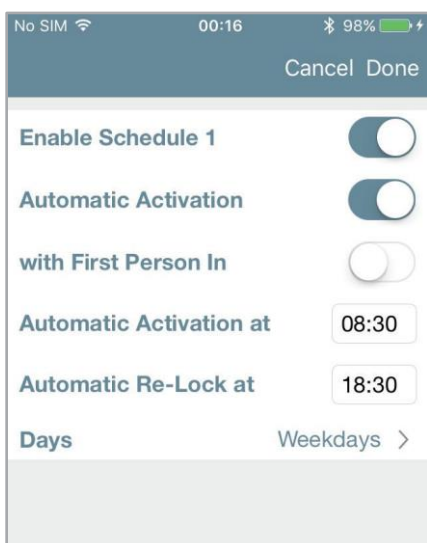 No SIM 00:16 98%
Cancel Done
Enable Schedule 1
Automatic Activation
with First Person In
Automatic Activation at 08:30
Automatic Re-Lock at 18:30
Days Weekdays >